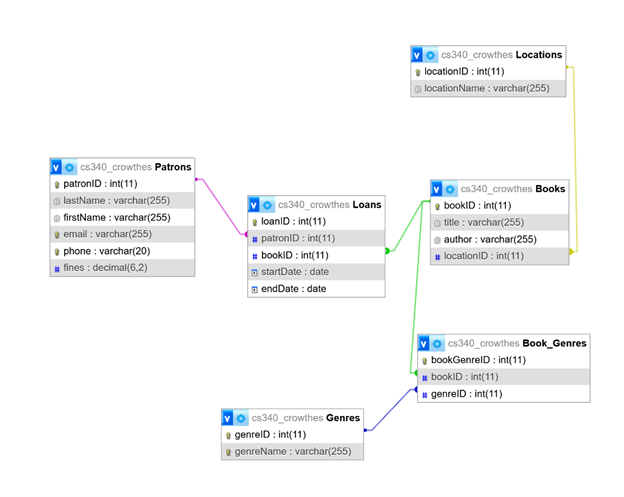 v cs340_crowthes Locations
locationID : int(11)
locationName : varchar(255)
v cs340_crowthes Patrons
patronID : int(11)
lastName : varchar(255)
firstName : varchar(255)
email : varchar(255)
phone : varchar(20)
fines : decimal(6,2)
v cs340_crowthes Loans
loanID : int(11)
patronID : int(11)
bookID : int(11)
startDate : date
endDate : date
v cs340_crowthes Books
bookID : int(11)
title : varchar(255)
author : varchar(255)
locationID : int(11)
v cs340_crowthes Book_Genres
bookGenreID : int(11)
bookID : int(11)
genreID : int(11)
v cs340_crowthes Genres
genreID : int(11)
genreName : varchar(255)